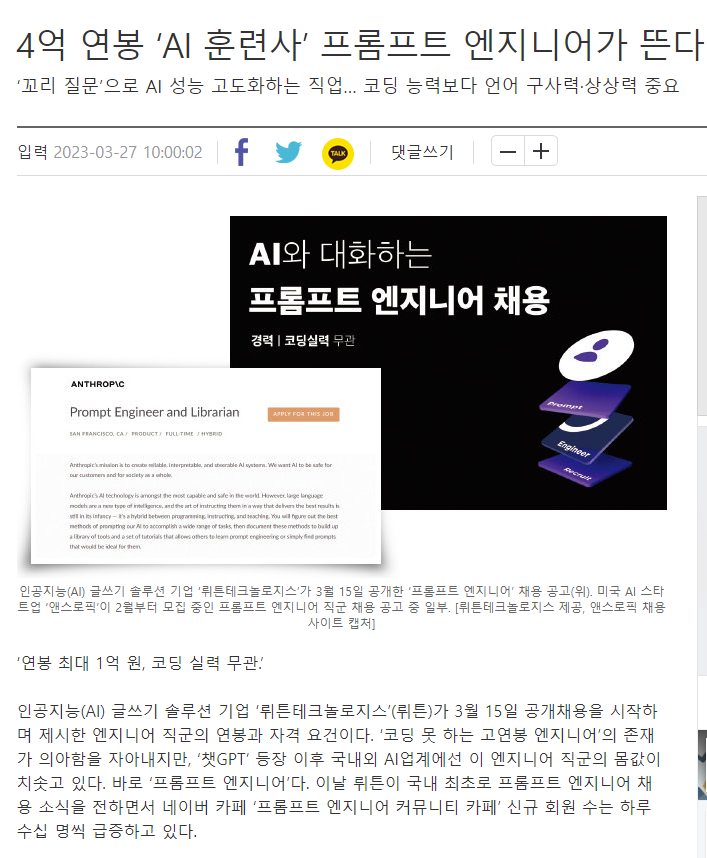 4억 연봉 ‘AI 훈련사’ 프롬프트 엔지니어가 뜬다
‘꼬리 질문’으로 AI 성능 고도화하는 직업… 코딩 능력보다 언어 구사력·상상력 중요
입력 2023-03-27 10:00:02
TALK
댓글쓰기
AI와 대화하는
프롬프트 엔지니어 채용
경력 | 코딩실력 무관
Prompt
Engineer
Recruit
ANTHROP\C
Prompt Engineer and Librarian
APPLY FOR THIS JOB
SAN FRANCISCO, CA / PRODUCT / FULL-TIME / HYBRID
Anthropic's mission is to create reliable, interpretable, and steerable AI systems. We want AI to be safe for
our customers and for society as a whole.
Anthropic's AI technology is amongst the most capable and safe in the world. However, large language
models are a new type of intelligence, and the art of instructing them in a way that delivers the best results is
still in its infancy — it's a hybrid between programming, instructing, and teaching. You will figure out the best
methods of prompting our AI to accomplish a wide range of tasks, then document these methods to build up
a library of tools and a set of tutorials that allows others to learn prompt engineering or simply find prompts
that would be ideal for them.
인공지능(AI) 글쓰기 솔루션 기업 ‘뤼튼테크놀로지스’가 3월 15일 공개한 ‘프롬프트 엔지니어’ 채용 공고(위). 미국 AI 스타
트업 ‘앤스로픽’이 2월부터 모집 중인 프롬프트 엔지니어 직군 채용 공고 중 일부. [뤼튼테크놀로지스 제공, 앤스로픽 채용
사이트 캡처]
‘연봉 최대 1억 원, 코딩 실력 무관.’
인공지능(AI) 글쓰기 솔루션 기업 ‘뤼튼테크놀로지스’(뤼튼)가 3월 15일 공개채용을 시작하
며 제시한 엔지니어 직군의 연봉과 자격 요건이다. ‘코딩 못 하는 고연봉 엔지니어’의 존재
가 의아함을 자아내지만, ‘챗GPT’ 등장 이후 국내외 AI업계에선 이 엔지니어 직군의 몸값이
치솟고 있다. 바로 ‘프롬프트 엔지니어’다. 이날 뤼튼이 국내 최초로 프롬프트 엔지니어 채
용 소식을 전하면서 네이버 카페 ‘프롬프트 엔지니어 커뮤니티 카페’ 신규 회원 수는 하루
수십 명씩 급증하고 있다.